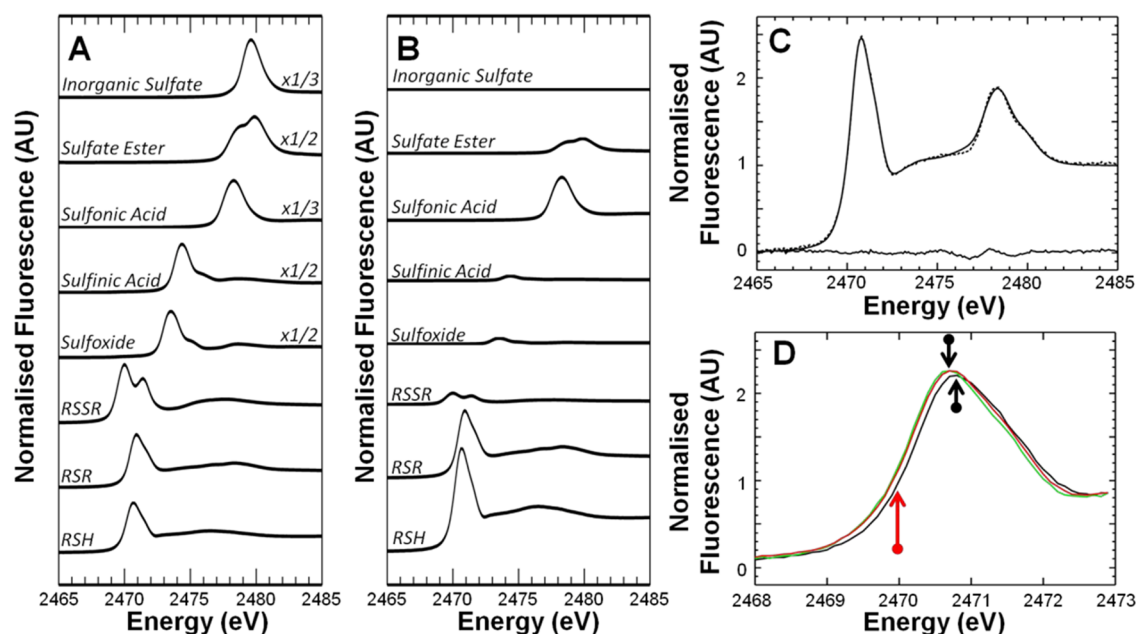 A
Inorganic Sulfate
x1/3
Sulfate Ester
x1/2
Sulfonic Acid
x1/3
Sulfinic Acid
x1/2
Sulfoxide
x1/2
RSSR
RSR
RSH
Normalised Fluorescence (AU)
2465 2470 2475 2480 2485
Energy (eV)
B
Inorganic Sulfate
Sulfate Ester
Sulfonic Acid
Sulfinic Acid
Sulfoxide
RSSR
RSR
RSH
Normalised Fluorescence (AU)
2465 2470 2475 2480 2485
Energy (eV)
C
Normalised
Fluorescence (AU)
2
1
0
2465 2470 2475 2480 2485
Energy (eV)
D
Normalised
Fluorescence (AU)
2
1
0
2468 2469 2470 2471 2472 2473
Energy (eV)